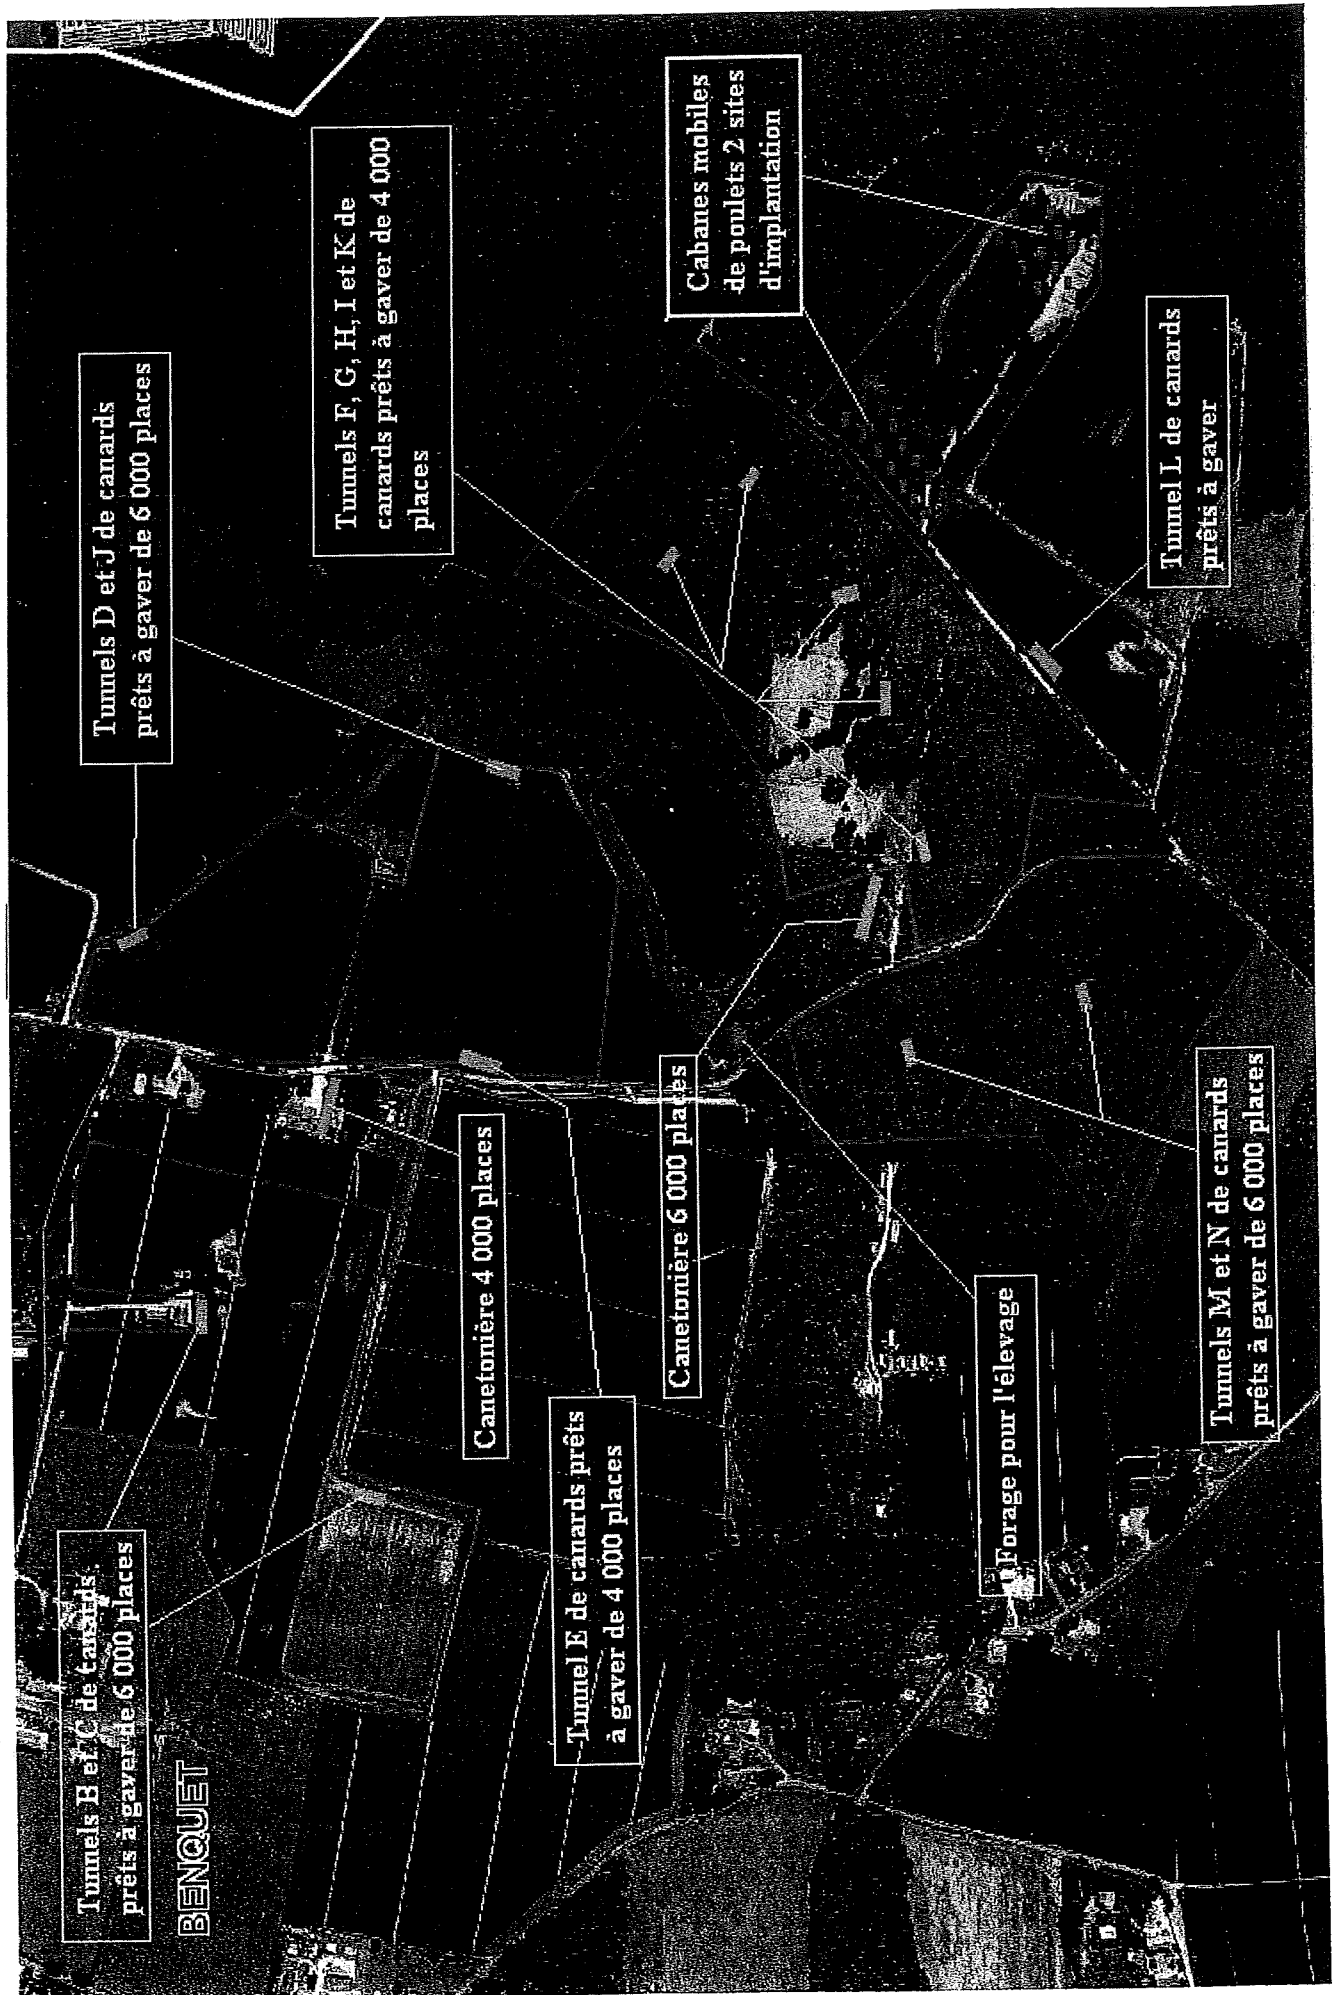 Tunnels B et C de canards
prêts à gaver de 6 000 places
BENQUET
Tunnels D et J de canards
prêts à gaver de 6 000 places
Tunnels F, G, H, I et K de
canards prêts à gaver de 4 000
places
Canetonière 4 000 places
Tunnel E de canards prêts
à gaver de 4 000 places
Canetonière 6 000 places
Cabanes mobiles
de poulets 2 sites
d'implantation
Forage pour l'élevage
Tunnel L de canards
prêts à gaver
Tunnels M et N de canards
prêts à gaver de 6 000 places